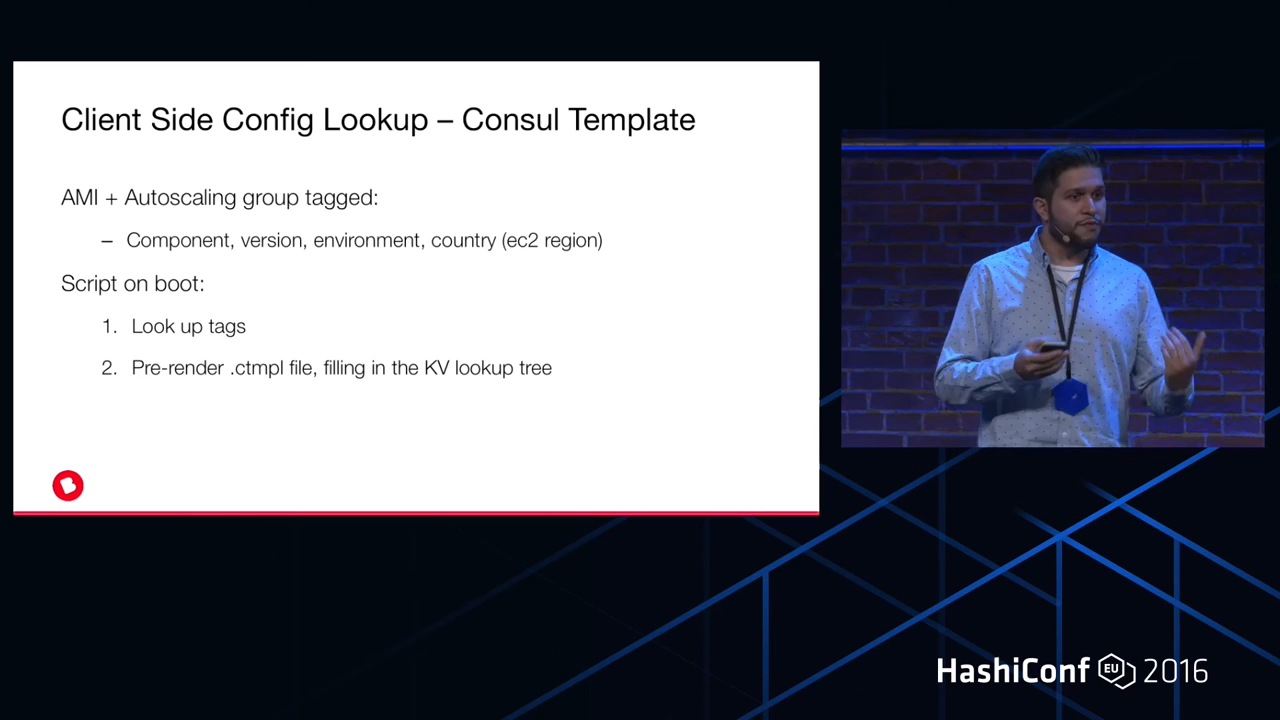 Client Side Config Lookup – Consul Template
AMI + Autoscaling group tagged:
– Component, version, environment, country (ec2 region)
Script on boot:
1. Look up tags
2. Pre-render .ctmpl file, filling in the KV lookup tree
HashiConf EU 2016